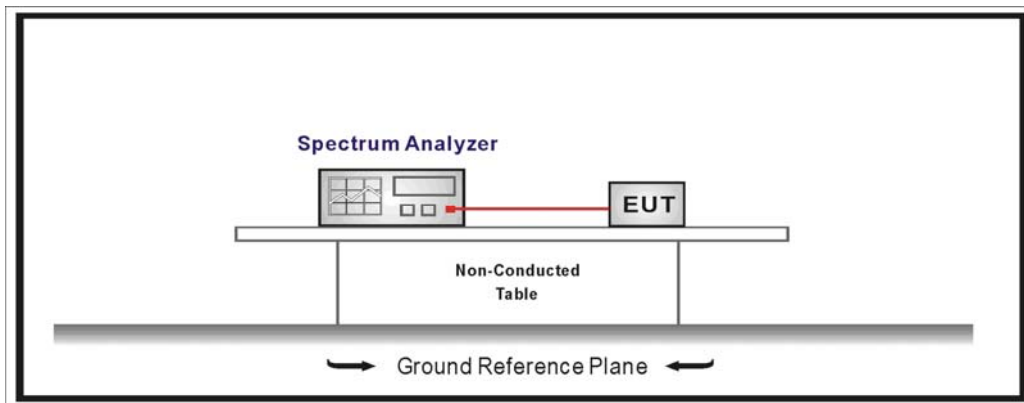 Spectrum Analyzer
EUT
Non-Conducted
Table
Ground Reference Plane